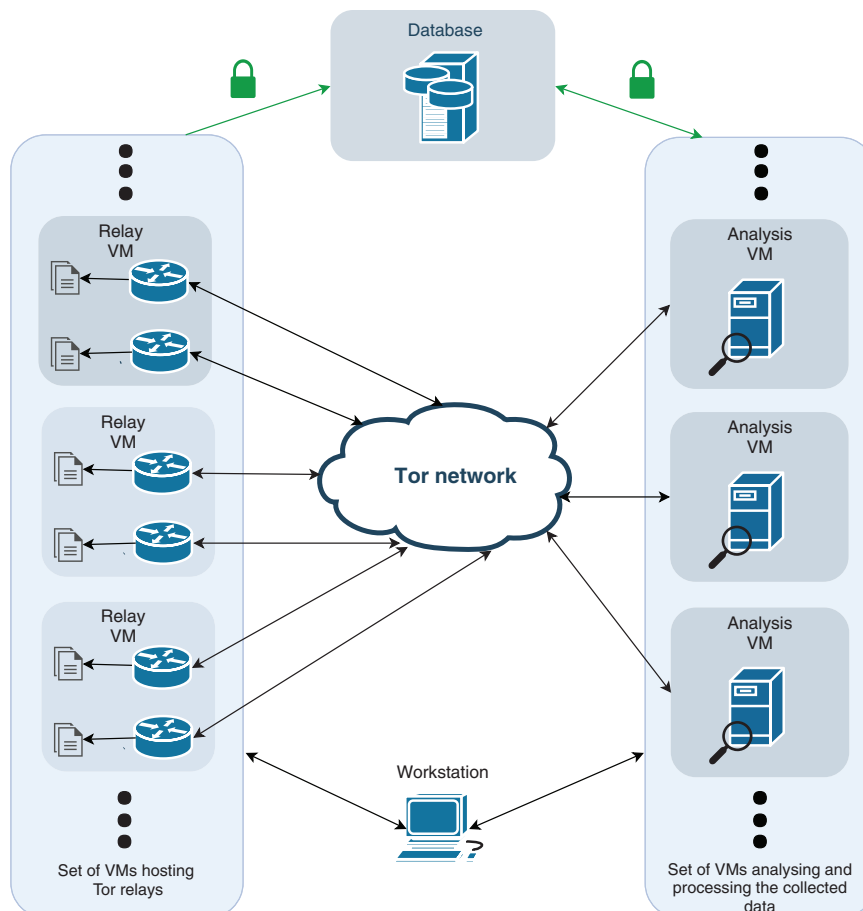 Database
Relay
VM
Relay
VM
Relay
VM
Set of VMs hosting
Tor relays
Tor network
Workstation
?
Analysis
VM
Analysis
VM
Analysis
VM
Set of VMs analysing and
processing the collected
data